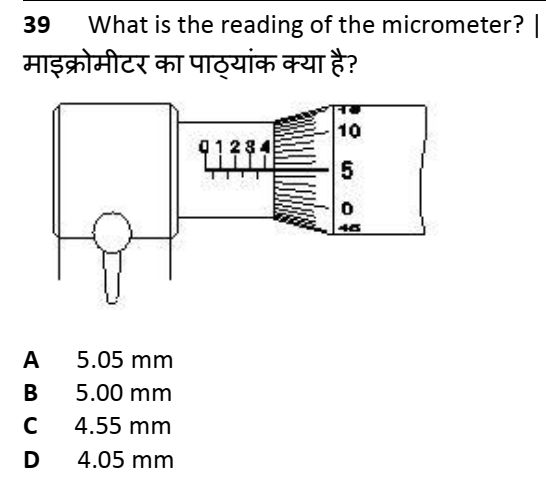 39 What is the reading of the micrometer? |
माइक्रोमीटर का पाठ्यांक क्या है?
0 1 2 3 4
10
5
0
45
A 5.05 mm
B 5.00 mm
C 4.55 mm
D 4.05 mm